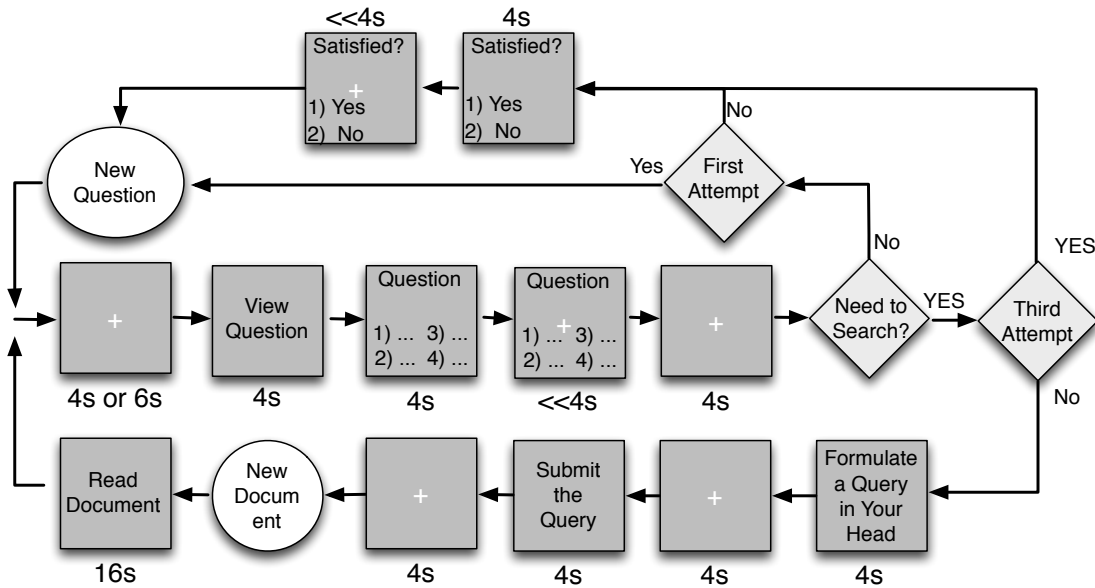 <<4s
4s
Satisfied?
+
1) Yes
2) No
Satisfied?
1) Yes
2) No
No
Yes
First
Attempt
New
Question
No
YES
+
View
Question
Question
1) ... 3) ...
2) ... 4) ...
Question
+
1) ... 3) ...
2) ... 4) ...
+
Need to
Search?
YES
Third
Attempt
4s or 6s
4s
4s
<<4s
4s
No
Read
Document
New
Docum
ent
+
Submit
the
Query
+
Formulate
a Query
in Your
Head
16s
4s
4s
4s
4s